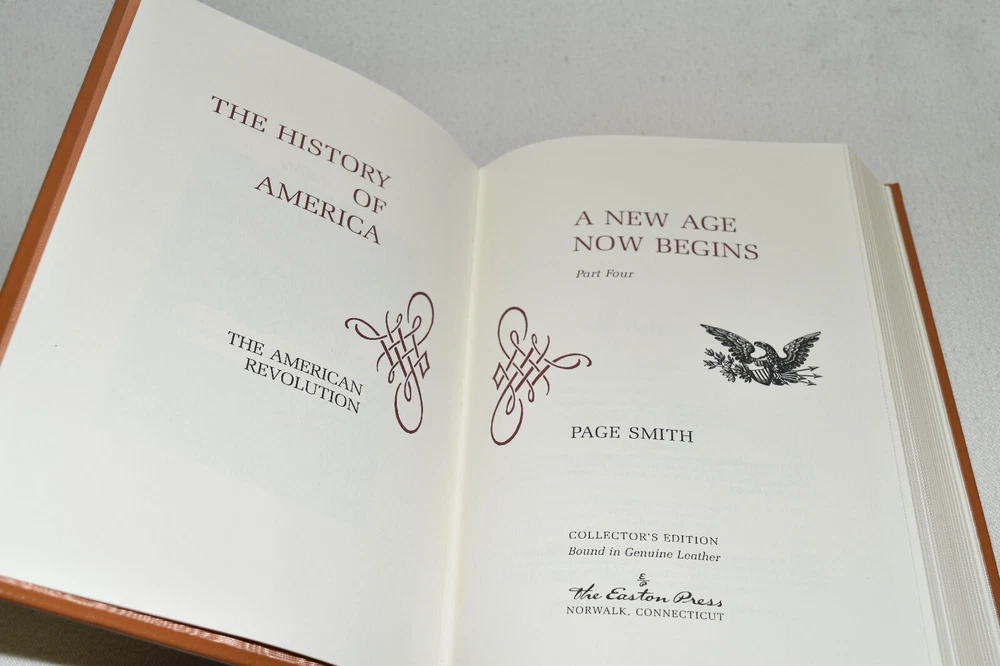 THE HISTORY
OF
AMERICA
THE AMERICAN
REVOLUTION
A NEW AGE
NOW BEGINS
Part Four
PAGE SMITH
COLLECTOR'S EDITION
Bound in Genuine Leather
E/P
The Easton Press
NORWALK, CONNECTICUT